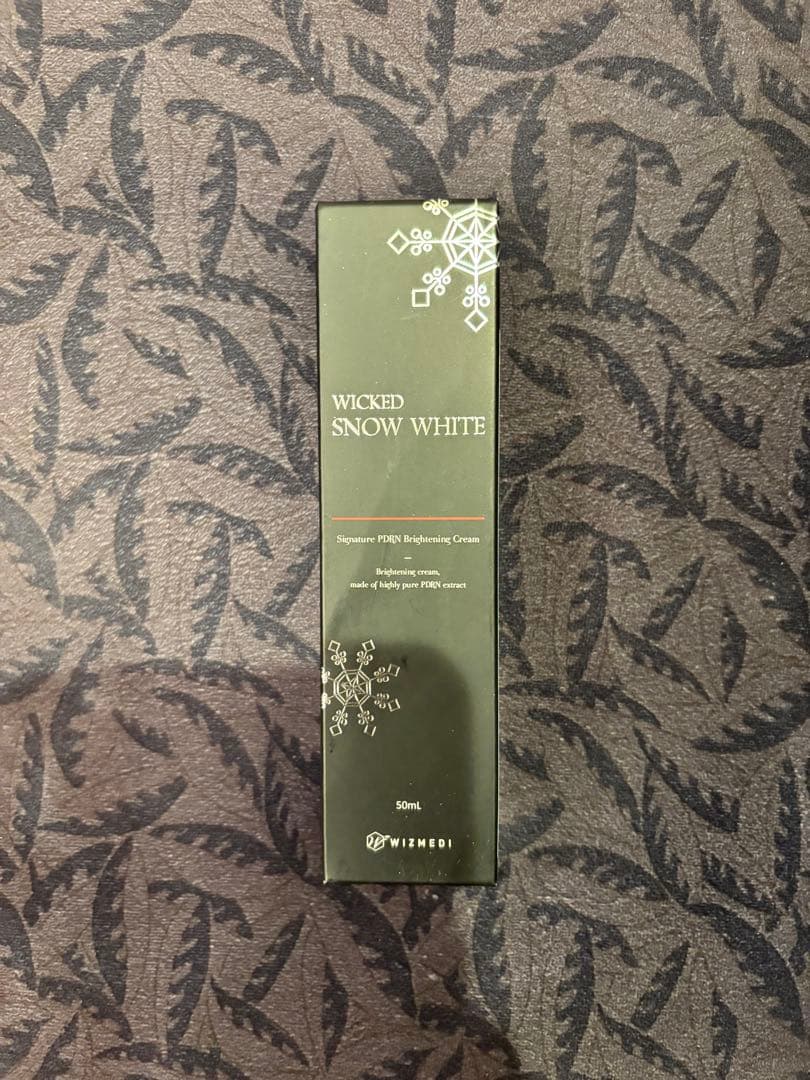 WICKED
SNOW WHITE
Signature PDRN Brightening Cream
Brightening cream,
made of highly pure PDRN extract
50mL
WIZMEDI